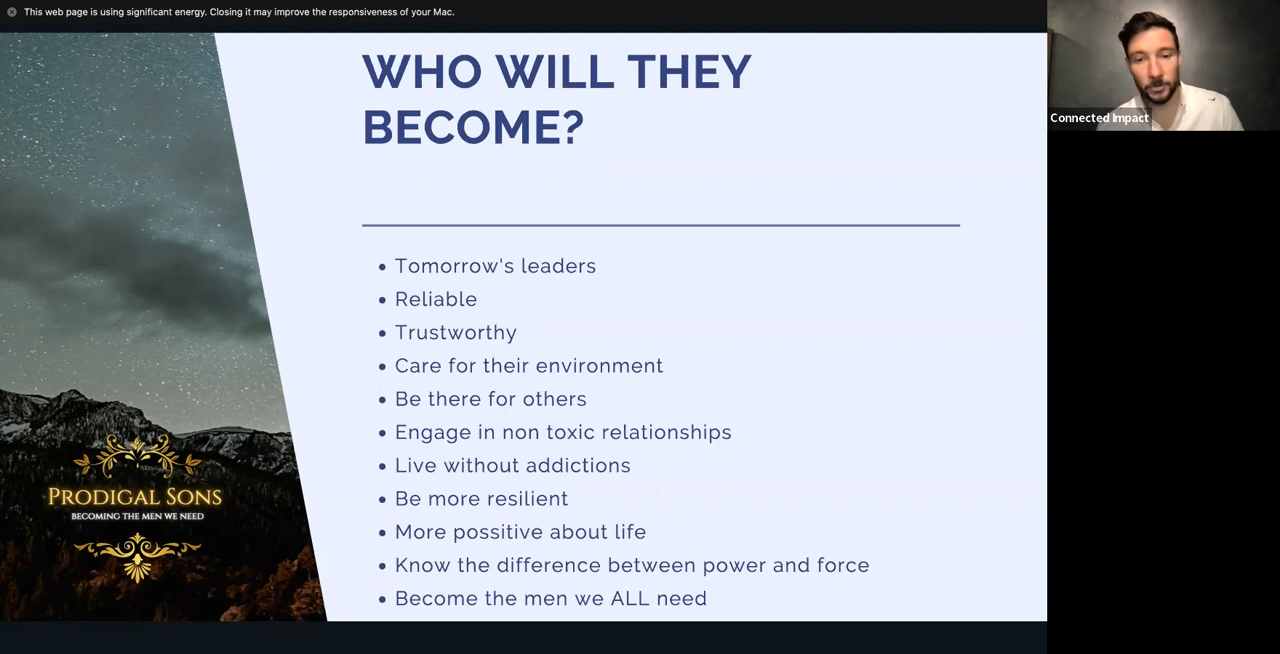 This web page is using significant energy. Closing it may improve the responsiveness of your Mac.
WHO WILL THEY
BECOME?
Connected Impact
• Tomorrow's leaders
• Reliable
• Trustworthy
• Care for their environment
• Be there for others
• Engage in non toxic relationships
• Live without addictions
• Be more resilient
• More possitive about life
• Know the difference between power and force
• Become the men we ALL need
PRODIGAL SONS
BECOMING THE MEN WE NEED